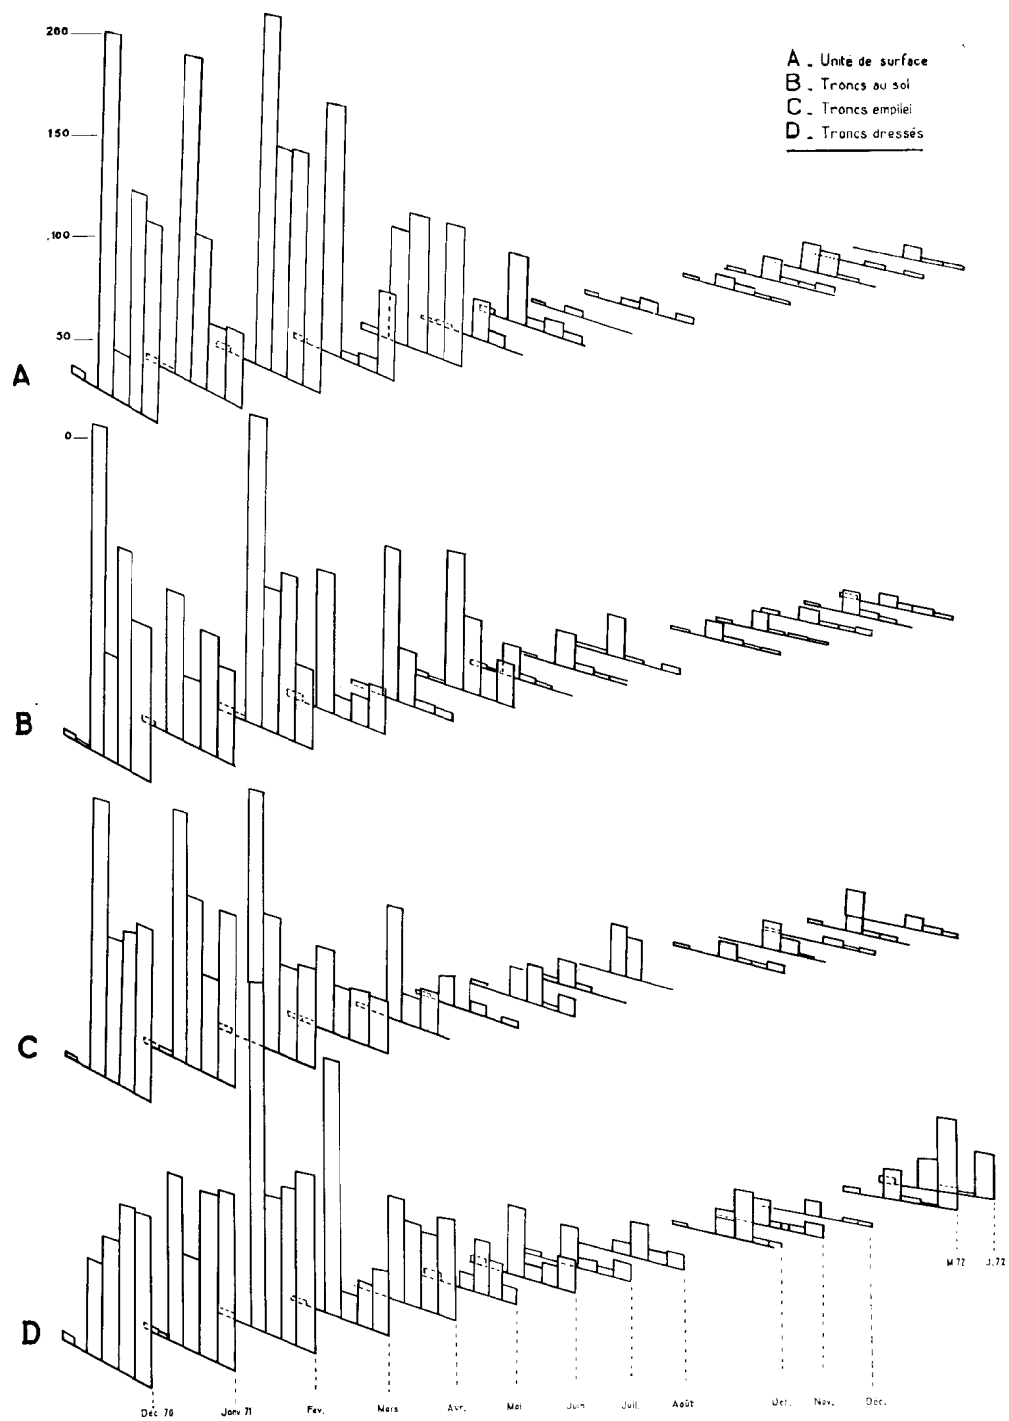 200
A _ Unité de surface
B _ Troncs au sol
C _ Troncs empilei
D _ Troncs dressés
150
100
50
A
0
B
C
D
M.72
J.72
Déc 70
Janv 71
Fév.
Mars
Avr.
Mai
Juin
Juil.
Août
Oct.
Nov.
Déc.